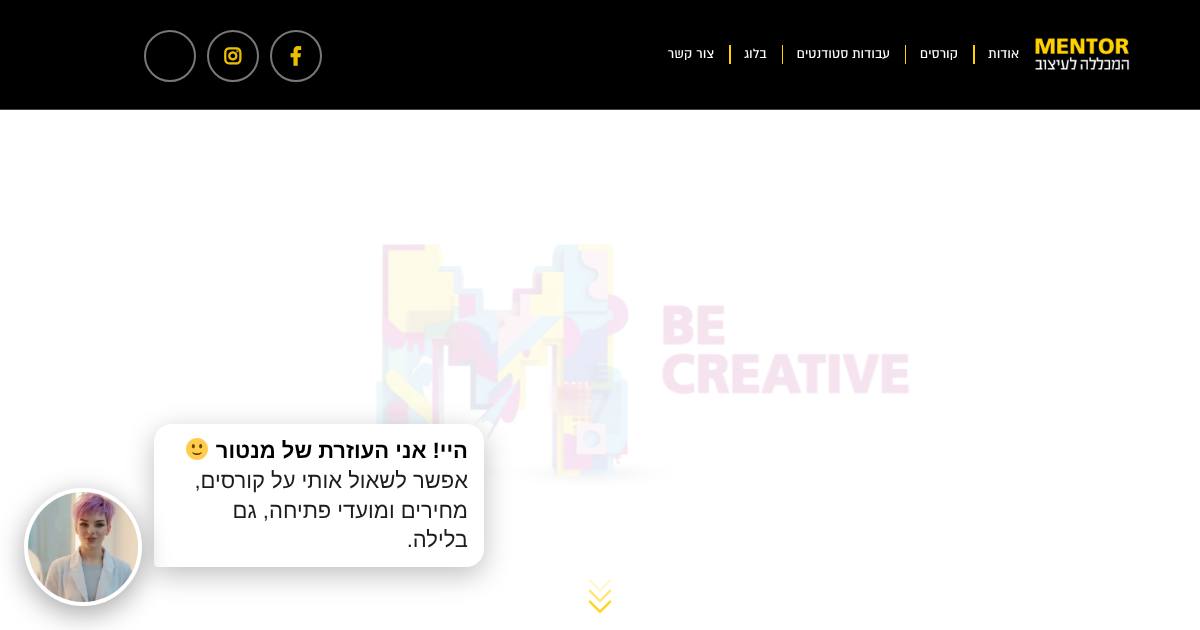 MENTOR
המכללה לעיצוב
אודות
קורסים
עבודות סטודנטים
בלוג
צור קשר
BE
CREATIVE
היי! אני העוזרת של מנטור 🙂
אפשר לשאול אותי על קורסים,
מחירים ומועדי פתיחה, גם
בלילה.